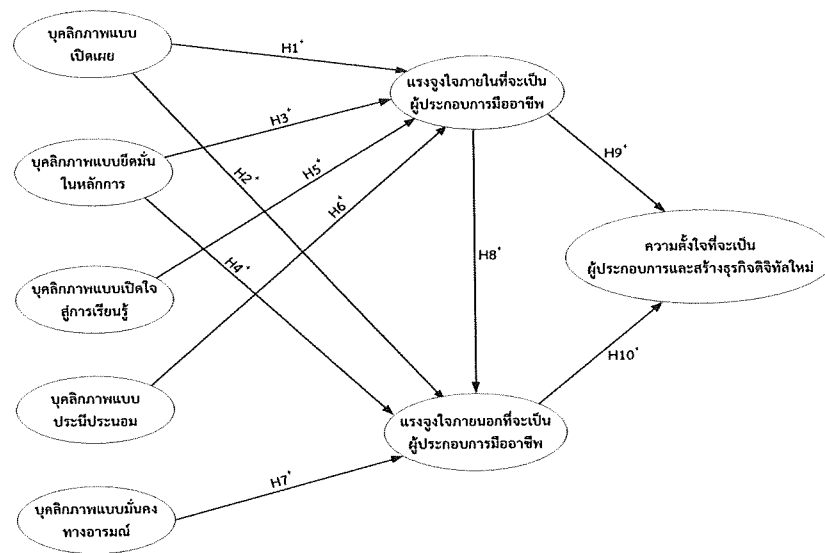 บุคลิกภาพแบบ
เปิดเผย
H1+
แรงจูงใจภายในที่จะเป็น
ผู้ประกอบการมืออาชีพ
H3+
H9+
บุคลิกภาพแบบยึดมั่น
ในหลักการ
H2+
H5+
H6+
ความตั้งใจที่จะเป็น
ผู้ประกอบการและสร้างธุรกิจดิจิทัลใหม่
H8+
H4+
บุคลิกภาพแบบเปิดใจ
สู่การเรียนรู้
H10+
บุคลิกภาพแบบ
ประนีประนอม
แรงจูงใจภายนอกที่จะเป็น
ผู้ประกอบการมืออาชีพ
H7+
บุคลิกภาพแบบมั่นคง
ทางอารมณ์